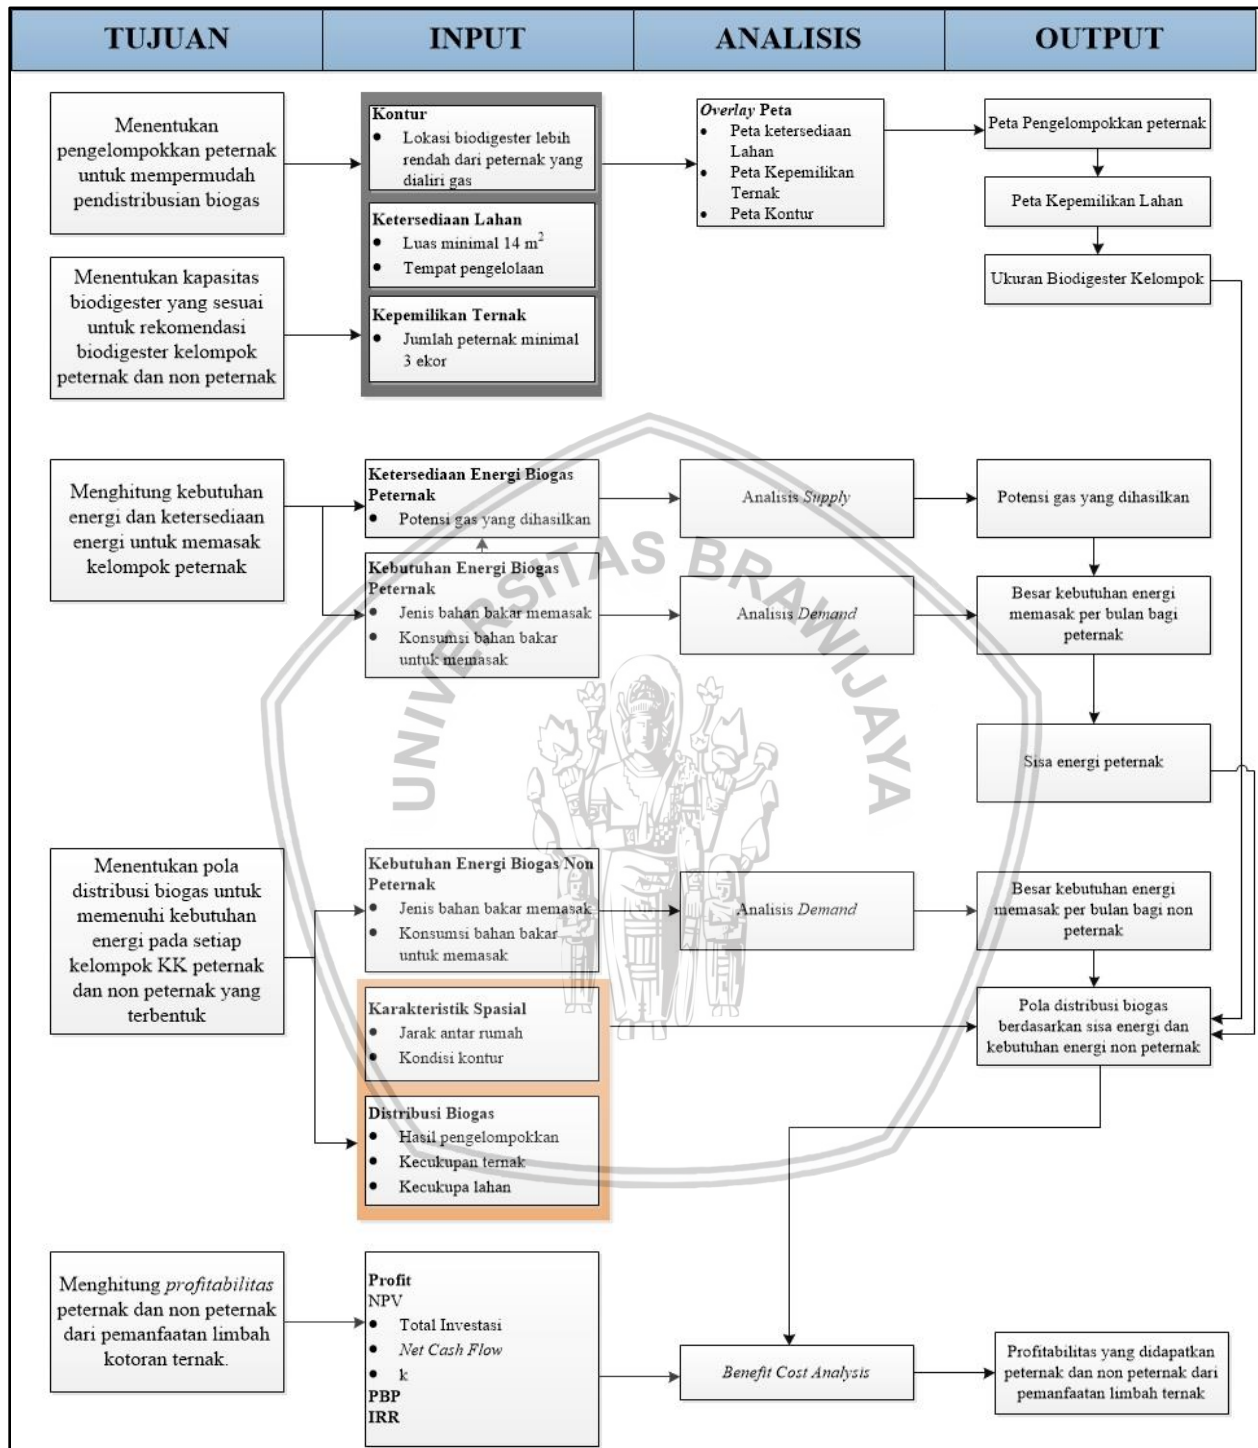 TUJUAN
INPUT
ANALISIS
OUTPUT
Menentukan
pengelompokkan peternak
untuk mempermudah
pendistribusian biogas
Menentukan kapasitas
biodigester yang sesuai
untuk rekomendasi
biodigester kelompok
peternak dan non peternak
Kontur
● Lokasi biodigester lebih
rendah dari peternak yang
dialiri gas
Ketersediaan Lahan
● Luas minimal 14 m²
● Tempat pengelolaan
Kepemilikan Ternak
● Jumlah peternak minimal
3 ekor
Overlay Peta
• Peta ketersediaan
Lahan
• Peta Kepemilikan
Ternak
• Peta Kontur
Peta Pengelompokkan peternak
Peta Kepemilikan Lahan
Ukuran Biodigester Kelompok
Menghitung kebutuhan
energi dan ketersediaan
energi untuk memasak
kelompok peternak
Ketersediaan Energi Biogas
Peternak
● Potensi gas yang dihasilkan
Kebutuhan Energi Biogas
Peternak
● Jenis bahan bakar memasak
● Konsumsi bahan bakar
untuk memasak
Analisis Supply
Analisis Demand
Potensi gas yang dihasilkan
Besar kebutuhan energi
memasak per bulan bagi
peternak
Sisa energi peternak
UNIVERSITAS BRAWIJAYA
Menentukan pola
distribusi biogas untuk
memenuhi kebutuhan
energi pada setiap
kelompok KK peternak
dan non peternak yang
terbentuk
Kebutuhan Energi Biogas Non
Peternak
● Jenis bahan bakar memasak
● Konsumsi bahan bakar
untuk memasak
Karakteristik Spasial
● Jarak antar rumah
● Kondisi kontur
Distribusi Biogas
● Hasil pengelompokkan
● Kecukupan ternak
● Kecukupa lahan
Analisis Demand
Besar kebutuhan energi
memasak per bulan bagi non
peternak
Pola distribusi biogas
berdasarkan sisa energi dan
kebutuhan energi non peternak
Menghitung profitabilitas
peternak dan non peternak
dari pemanfaatan limbah
kotoran ternak.
Profit
NPV
● Total Investasi
● Net Cash Flow
● k
PBP
IRR
Benefit Cost Analysis
Profitabilitas yang didapatkan
peternak dan non peternak dari
pemanfaatan limbah ternak